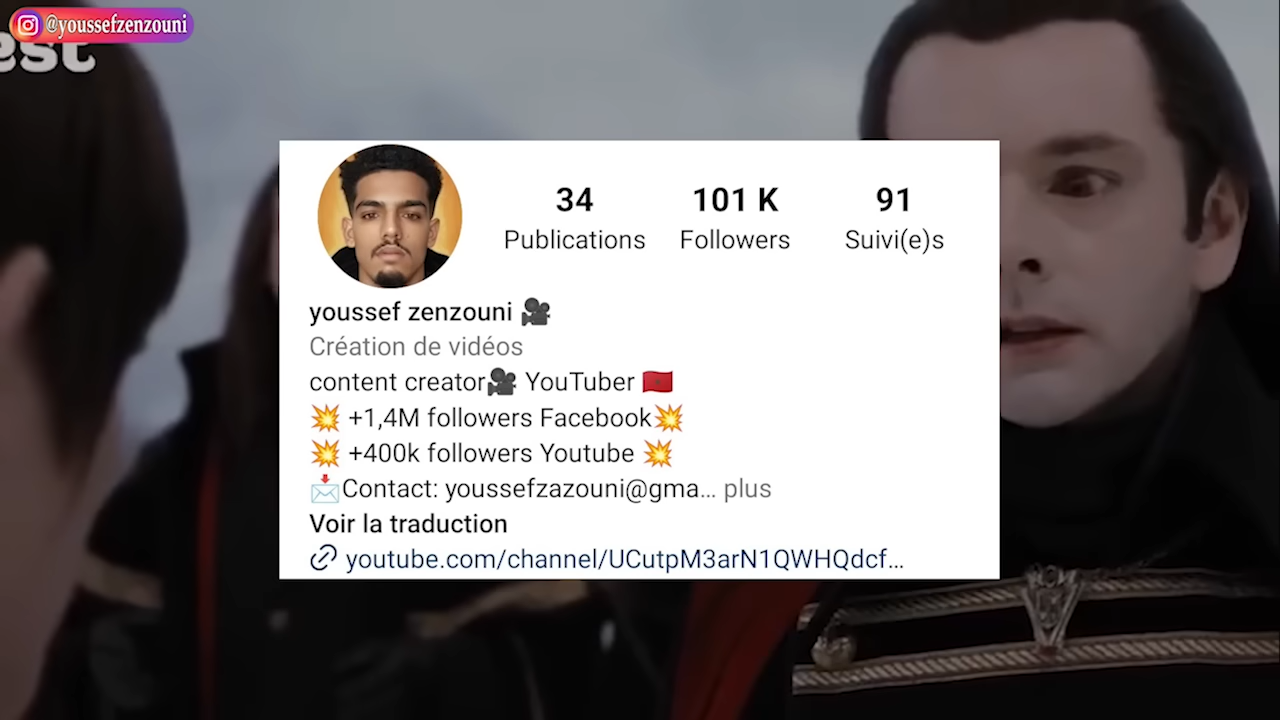 @youssefzenzouni
est
34 101 K 91
Publications Followers Suivi(e)s
youssef zenzouni 🎥
Création de vidéos
content creator🎥 YouTuber 🇲🇦
💥 +1,4M followers Facebook💥
💥 +400k followers Youtube 💥
📩Contact: youssefzazouni@gma... plus
Voir la traduction
youtube.com/channel/UCutpM3arN1QWHQdcf...